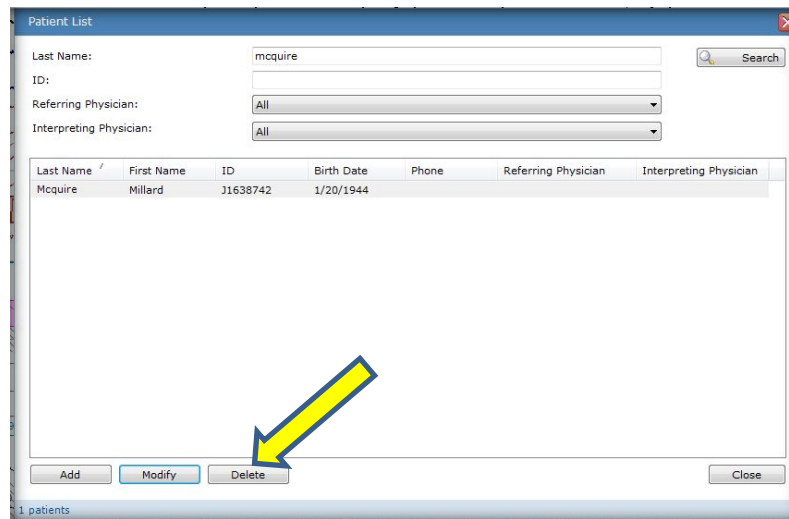 Patient List
Last Name: mcquire Search
ID:
Referring Physician: All
Interpreting Physician: All
Last Name First Name ID Birth Date Phone Referring Physician Interpreting Physician
Mcquire Millard J1638742 1/20/1944
Add Modify Delete Close
1 patients